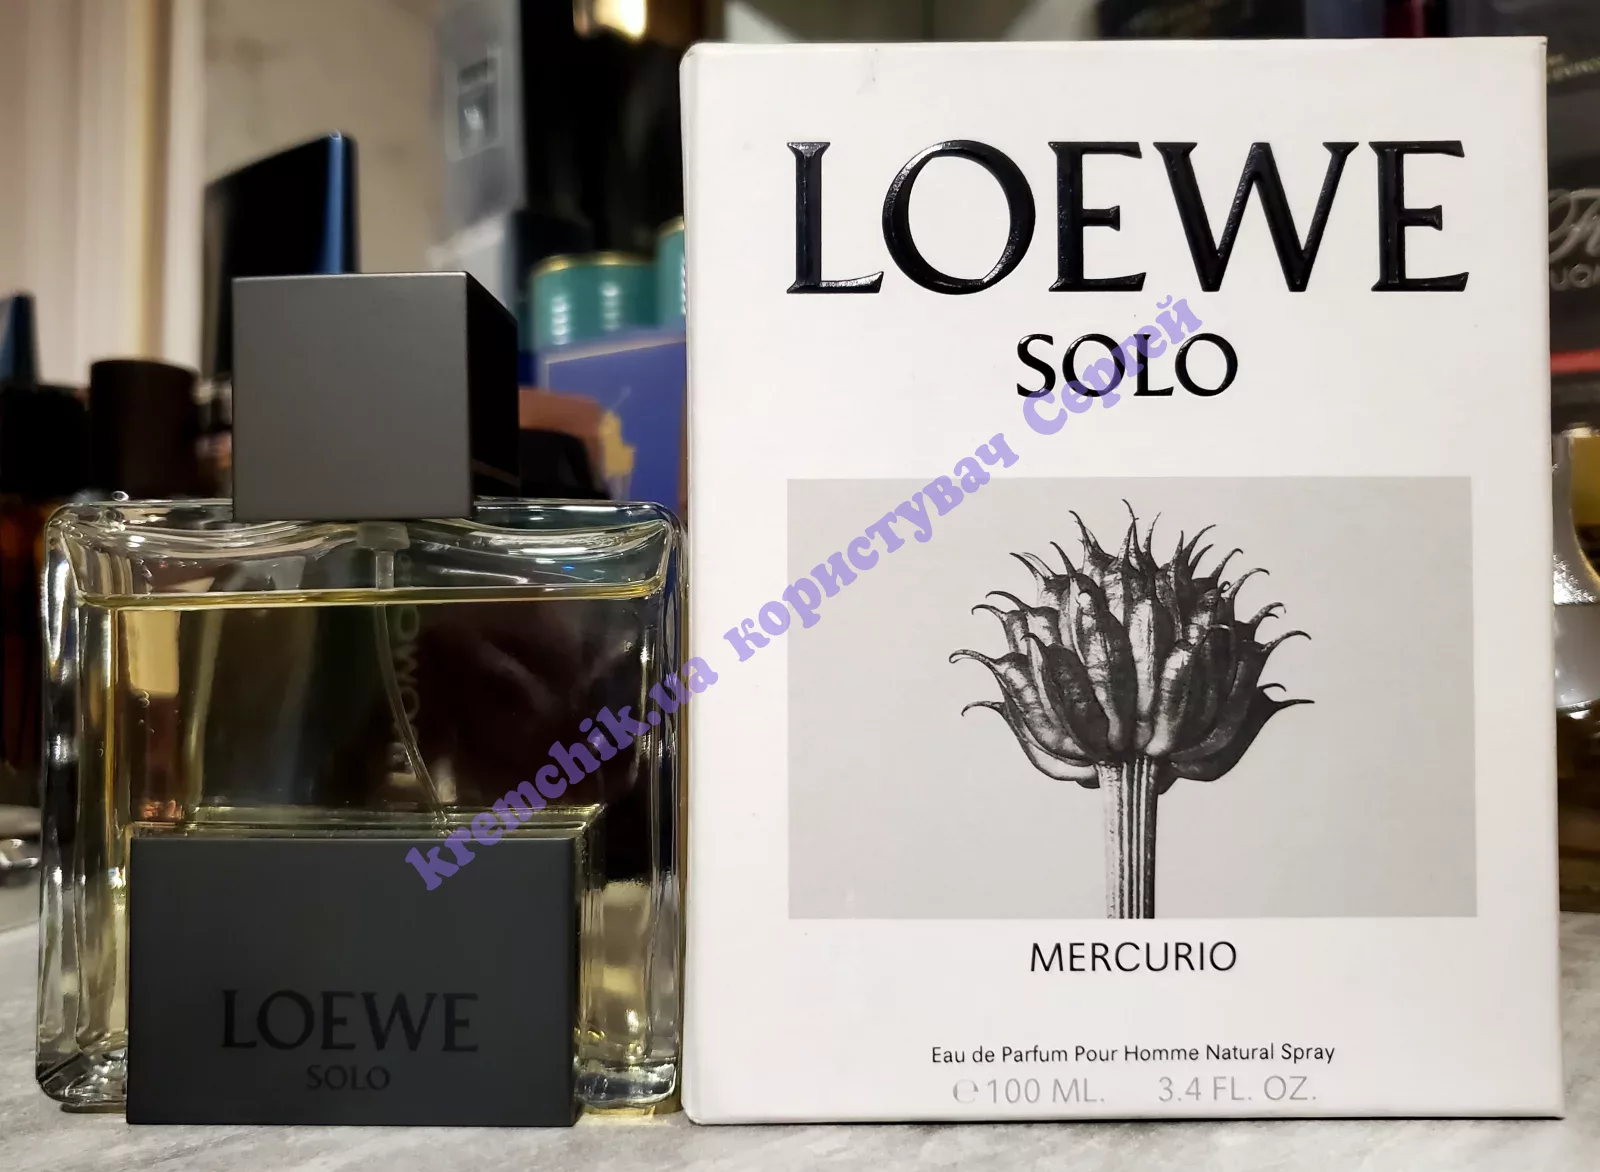 LOEWE
SOLO
MERCURIO
Eau de Parfum Pour Homme Natural Spray
℮ 100 ML. 3.4 FL. OZ.
LOEWE
SOLO
kremchik.ua користувач Сергей
UOMO